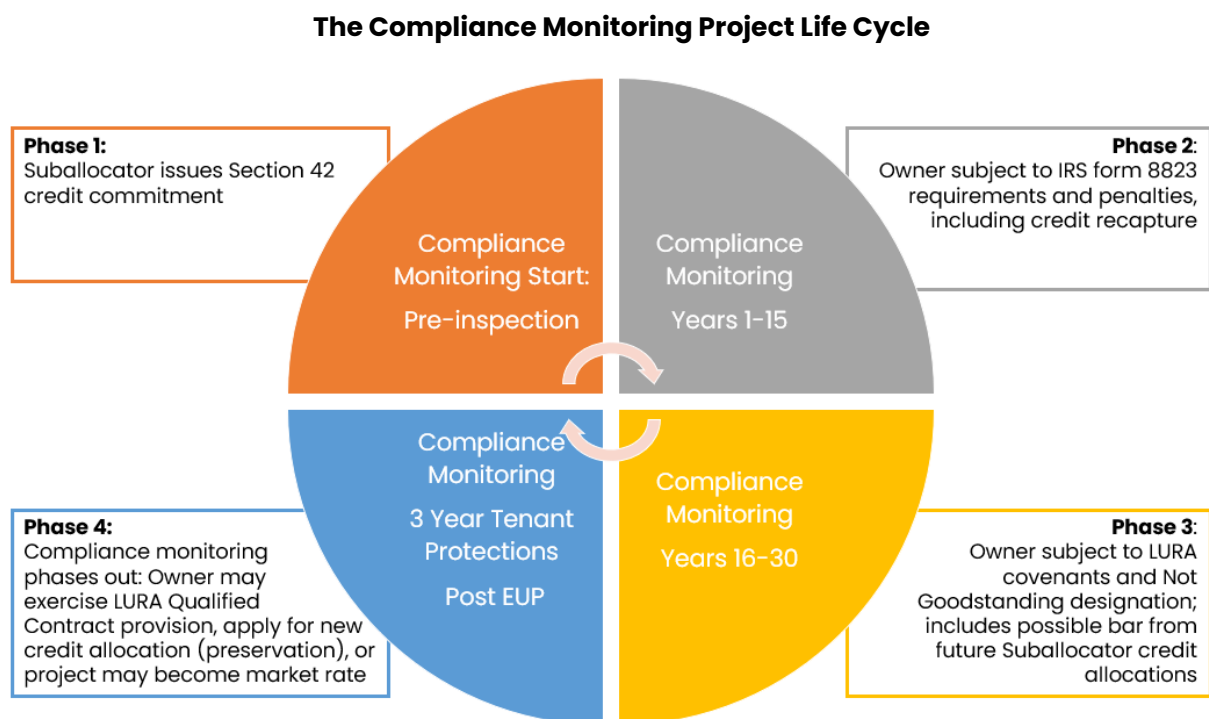 The Compliance Monitoring Project Life Cycle
Phase 1:
Suballocator issues Section 42
credit commitment
Compliance
Monitoring Start:
Pre-inspection
Phase 2:
Owner subject to IRS form 8823
requirements and penalties,
including credit recapture
Compliance
Monitoring
Years 1-15
Compliance
Monitoring
3 Year Tenant
Protections
Post EUP
Phase 4:
Compliance monitoring
phases out: Owner may
exercise LURA Qualified
Contract provision, apply for new
credit allocation (preservation), or
project may become market rate
Compliance
Monitoring
Years 16-30
Phase 3:
Owner subject to LURA
covenants and Not
Goodstanding designation;
includes possible bar from
future Suballocator credit
allocations